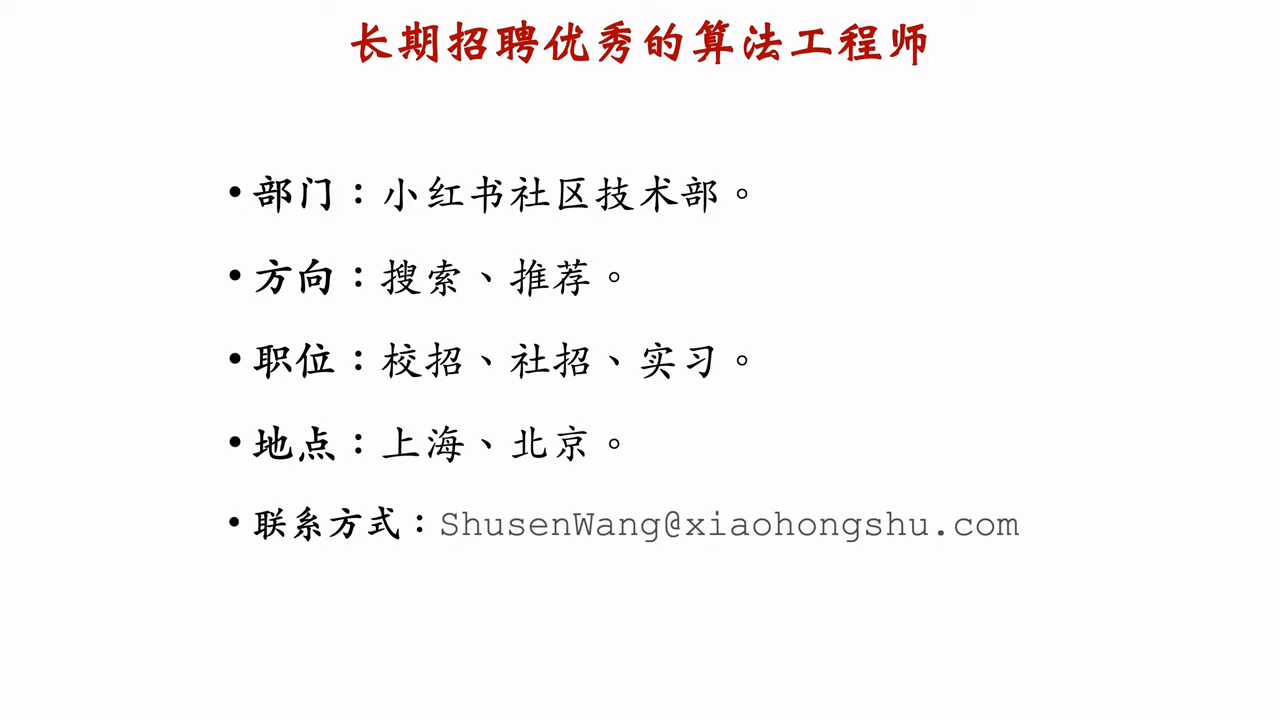 长期招聘优秀的算法工程师
• 部门：小红书社区技术部。
• 方向：搜索、推荐。
• 职位：校招、社招、实习。
• 地点：上海、北京。
• 联系方式：ShusenWang@xiaohongshu.com